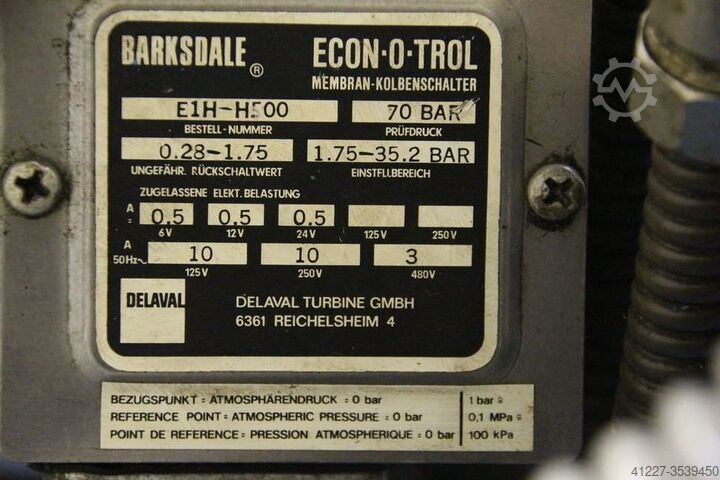 BARKSDALE ® ECON·O·TROL
MEMBRAN-KOLBENSCHALTER
E1H-H500 70 BAR
BESTELL-NUMMER PRÜFDRUCK
0.28-1.75 1.75-35.2 BAR
UNGEFÄHR. RÜCKSCHALTWERT EINSTELLBEREICH
ZUGELASSENE ELEKT. BELASTUNG
A = 0,5 0,5 0,5
6V 12V 24V 125V 250V
A 50Hz~ 10 10 3
125V 250V 480V
DELAVAL DELAVAL TURBINE GMBH
6361 REICHELSHEIM 4
BEZUGSPUNKT = ATMOSPHÄRENDRUCK = 0 bar 1 bar ≙
REFERENCE POINT = ATMOSPHERIC PRESSURE = 0 bar 0,1 MPa ≙
POINT DE REFERENCE = PRESSION ATMOSPHERIQUE = 0 bar 100 kPa
41227-3539450